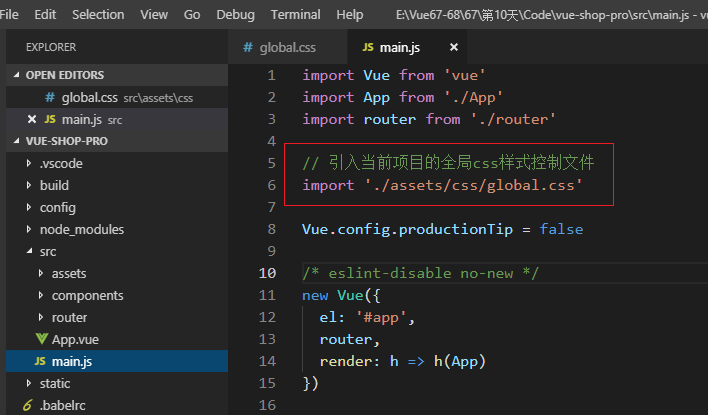 File Edit View Go Debug Terminal Help E:\Vue67-68\67\第10天\Code\vue-shop-pro\src\main.js - v
EXPLORER
OPEN EDITORS
# global.css src\assets\css
× JS main.js src
VUE-SHOP-PRO
.vscode
build
config
node_modules
src
assets
components
router
App.vue
JS main.js
static
.babelrc
# global.css
JS main.js ×
1 import Vue from 'vue'
2 import App from './App'
3 import router from './router'
4
5 // 引入当前项目的全局css样式控制文件
6 import './assets/css/global.css'
7
8 Vue.config.productionTip = false
9
10 /* eslint-disable no-new */
11 new Vue({
12 el: '#app',
13 router,
14 render: h => h(App)
15 })
16